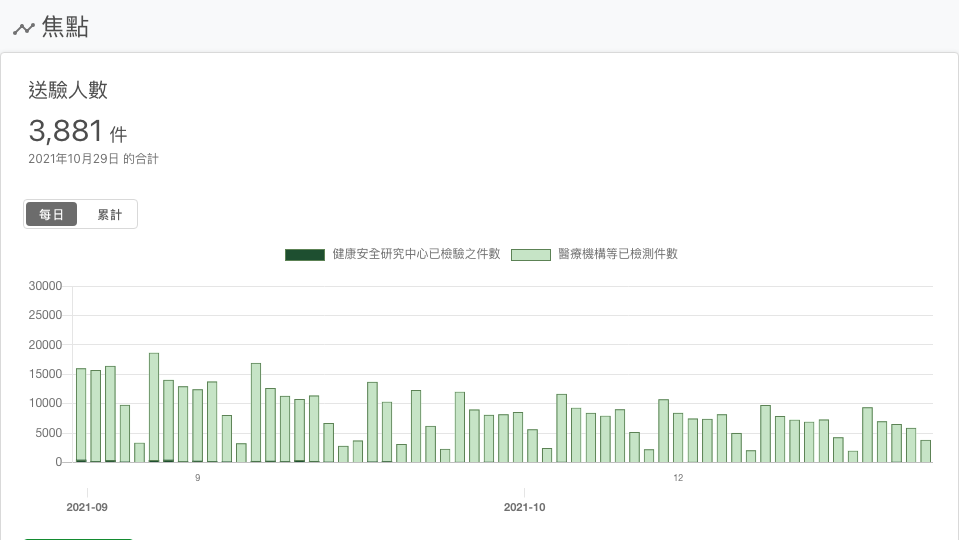 焦點
送驗人數
3,881 件
2021年10月29日 的合計
每日 累計
健康安全研究中心已檢驗之件數 醫療機構等已檢測件數
30000
25000
20000
15000
10000
5000
0
9 12
2021-09 2021-10